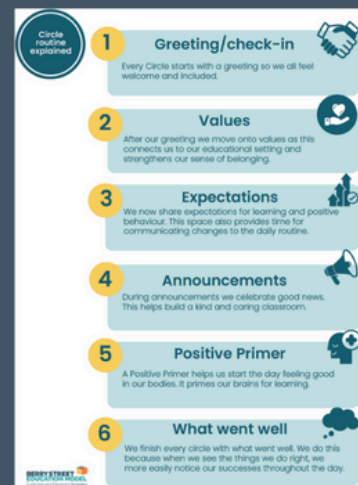 Circle
routine
explained
1
Greeting/check-in
Every Circle starts with a greeting so we all feel
welcome and included.
2
Values
After our greeting we move onto values as this
connects us to our educational setting and
strengthens our sense of belonging.
3
Expectations
We now share expectations for learning and positive
behaviour. This space also provides time for
communicating changes to the daily routine.
4
Announcements
During announcements we celebrate good news.
This helps build a kind and caring classroom.
5
Positive Primer
A Positive Primer helps us start the day feeling good
in our bodies. It primes our brains for learning.
6
What went well
We finish every circle with what went well. We do this
because when we see the things we do right, we
more easily notice our successes throughout the day.
BERRY STREET
EDUCATION MODEL